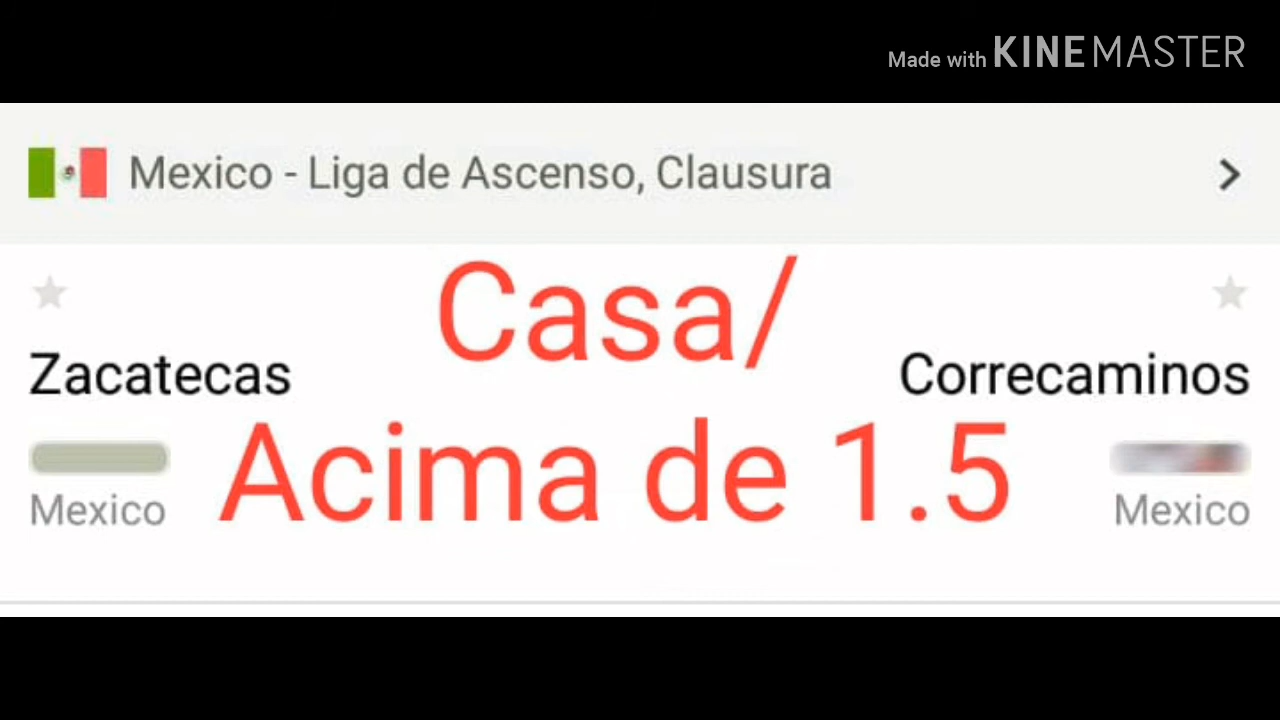 Made with KINEMASTER
Mexico - Liga de Ascenso, Clausura
Casa/
Zacatecas
Correcaminos
Acima de 1.5
Mexico
Mexico